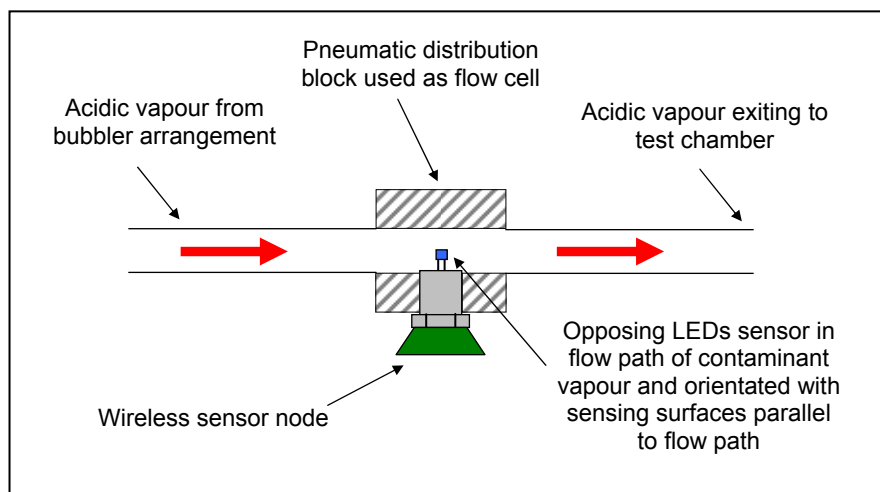 Pneumatic distribution
block used as flow cell
Acidic vapour from
bubbler arrangement
Acidic vapour exiting to
test chamber
Opposing LEDs sensor in
flow path of contaminant
vapour and orientated with
sensing surfaces parallel
to flow path
Wireless sensor node